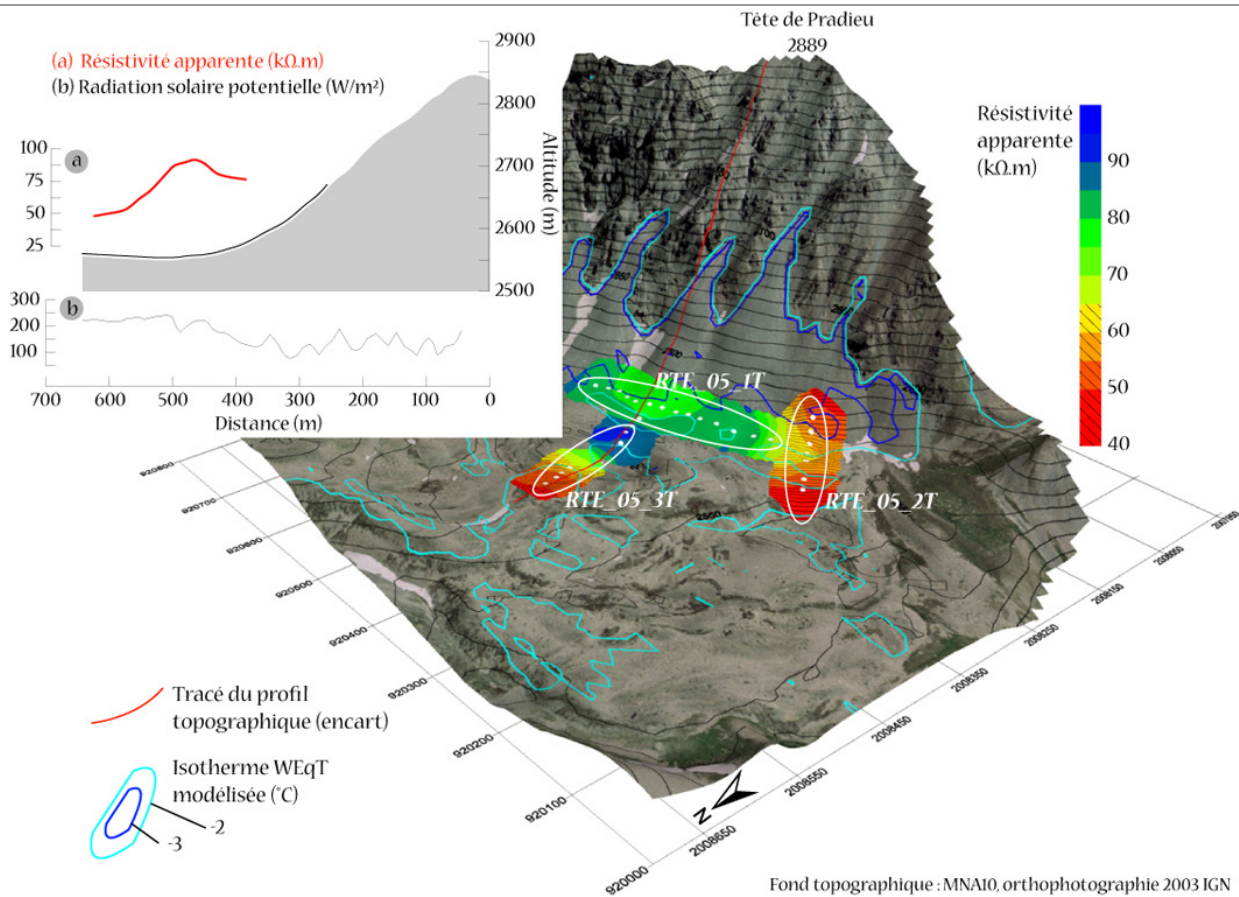 Tête de Pradieu
2889
(a) Résistivité apparente (kΩ.m)
(b) Radiation solaire potentielle (W/m²)
2900
2850
2800
2700
2600
2500
Altitude (m)
a
100
75
50
25
b
300
200
100
700
600
500
400
300
200
100
0
Distance (m)
Résistivité
apparente
(kΩ.m)
90
80
70
60
50
40
RTE_05_1T
RTE_05_3T
RTE_05_2T
920800
920700
920600
920500
920400
920300
920200
920100
920000
2008650
2008550
2008450
2008350
2008250
2008150
N
Tracé du profil
topographique (encart)
Isotherme WEqT
modélisée (°C)
-2
-3
Fond topographique : MNA10, orthophotographie 2003 IGN